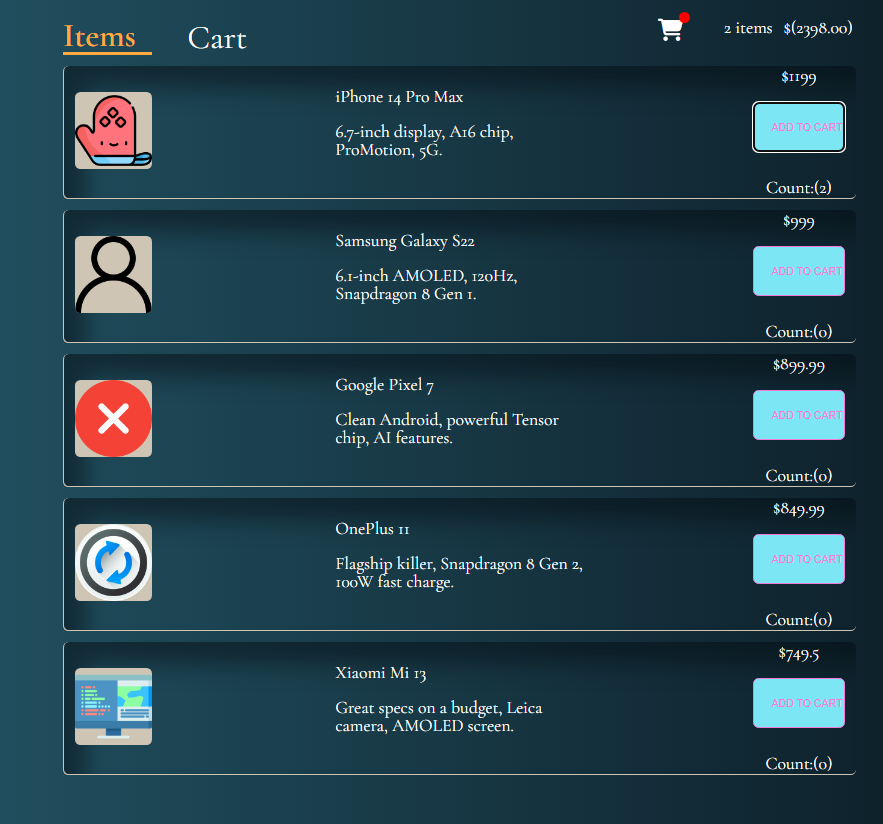 Items
Cart
2 items $(2398.00)
$1199
iPhone 14 Pro Max
6.7-inch display, A16 chip,
ProMotion, 5G.
ADD TO CART
Count:(2)
$999
Samsung Galaxy S22
6.1-inch AMOLED, 120Hz,
Snapdragon 8 Gen 1.
ADD TO CART
Count:(0)
$899.99
Google Pixel 7
Clean Android, powerful Tensor
chip, AI features.
ADD TO CART
Count:(0)
$849.99
OnePlus 11
Flagship killer, Snapdragon 8 Gen 2,
100W fast charge.
ADD TO CART
Count:(0)
$749.5
Xiaomi Mi 13
Great specs on a budget, Leica
camera, AMOLED screen.
ADD TO CART
Count:(0)